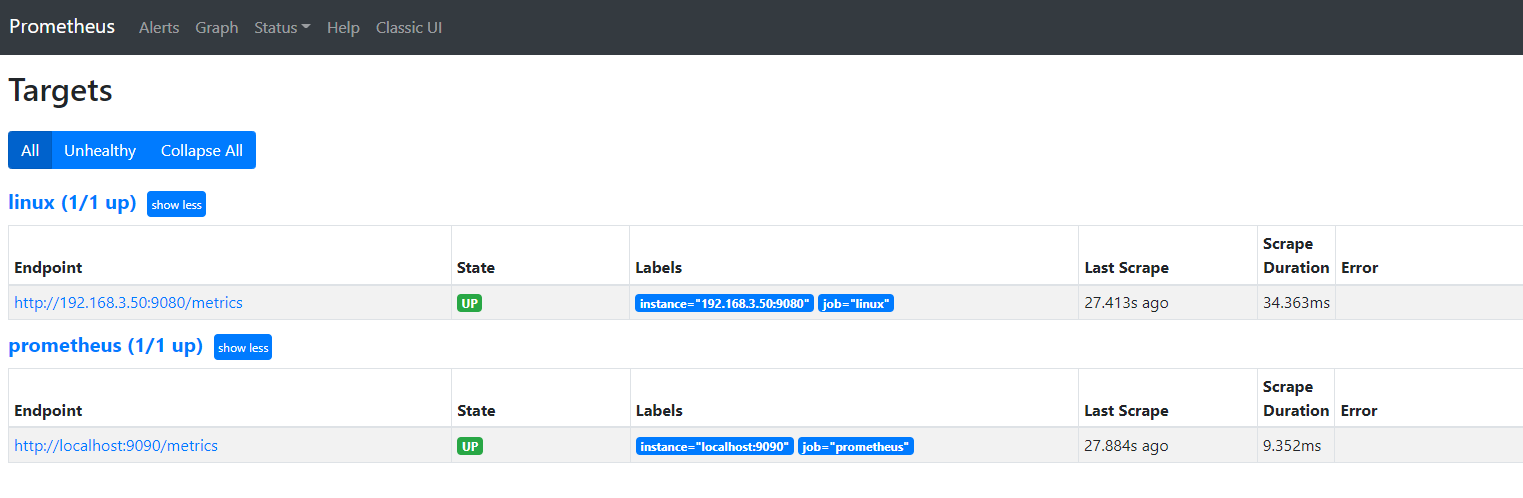 Prometheus Alerts Graph Status Help Classic UI
Targets
All Unhealthy Collapse All
linux (1/1 up) show less
Endpoint State Labels Last Scrape Scrape Duration Error
http://192.168.3.50:9080/metrics UP instance="192.168.3.50:9080" job="linux" 27.413s ago 34.363ms
prometheus (1/1 up) show less
Endpoint State Labels Last Scrape Scrape Duration Error
http://localhost:9090/metrics UP instance="localhost:9090" job="prometheus" 27.884s ago 9.352ms